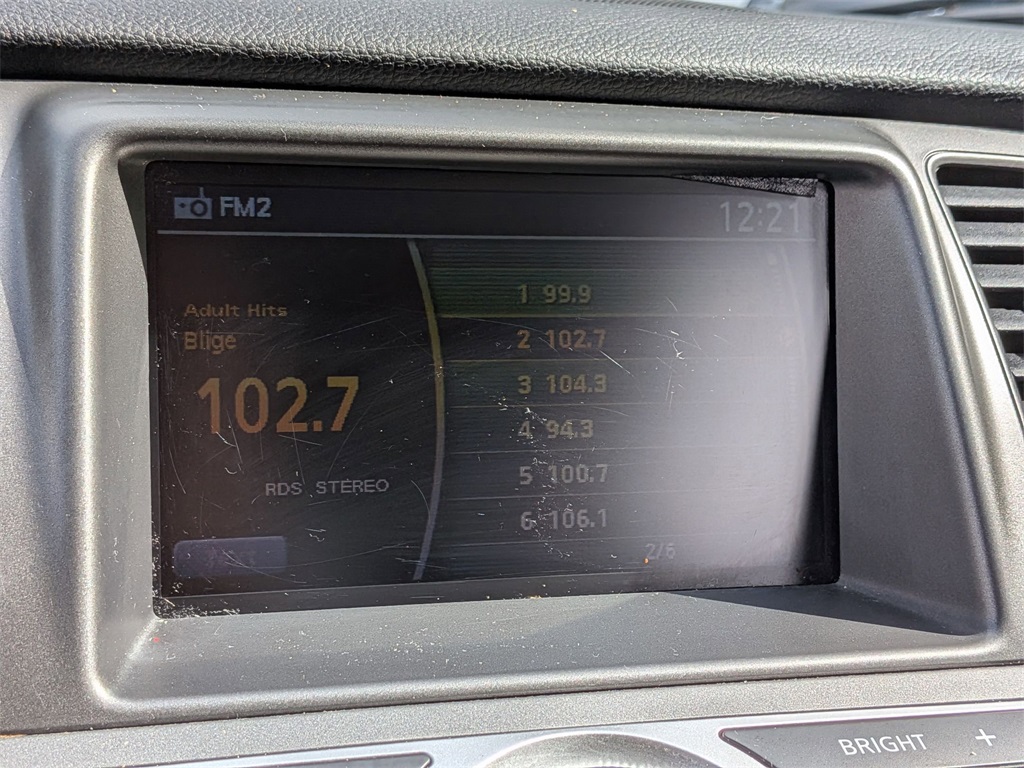 FM2
12:21
Adult Hits
Blige
102.7
RDS STEREO
1 99.9
2 102.7
3 104.3
4 94.3
5 100.7
6 106.1
2/6
BRIGHT +